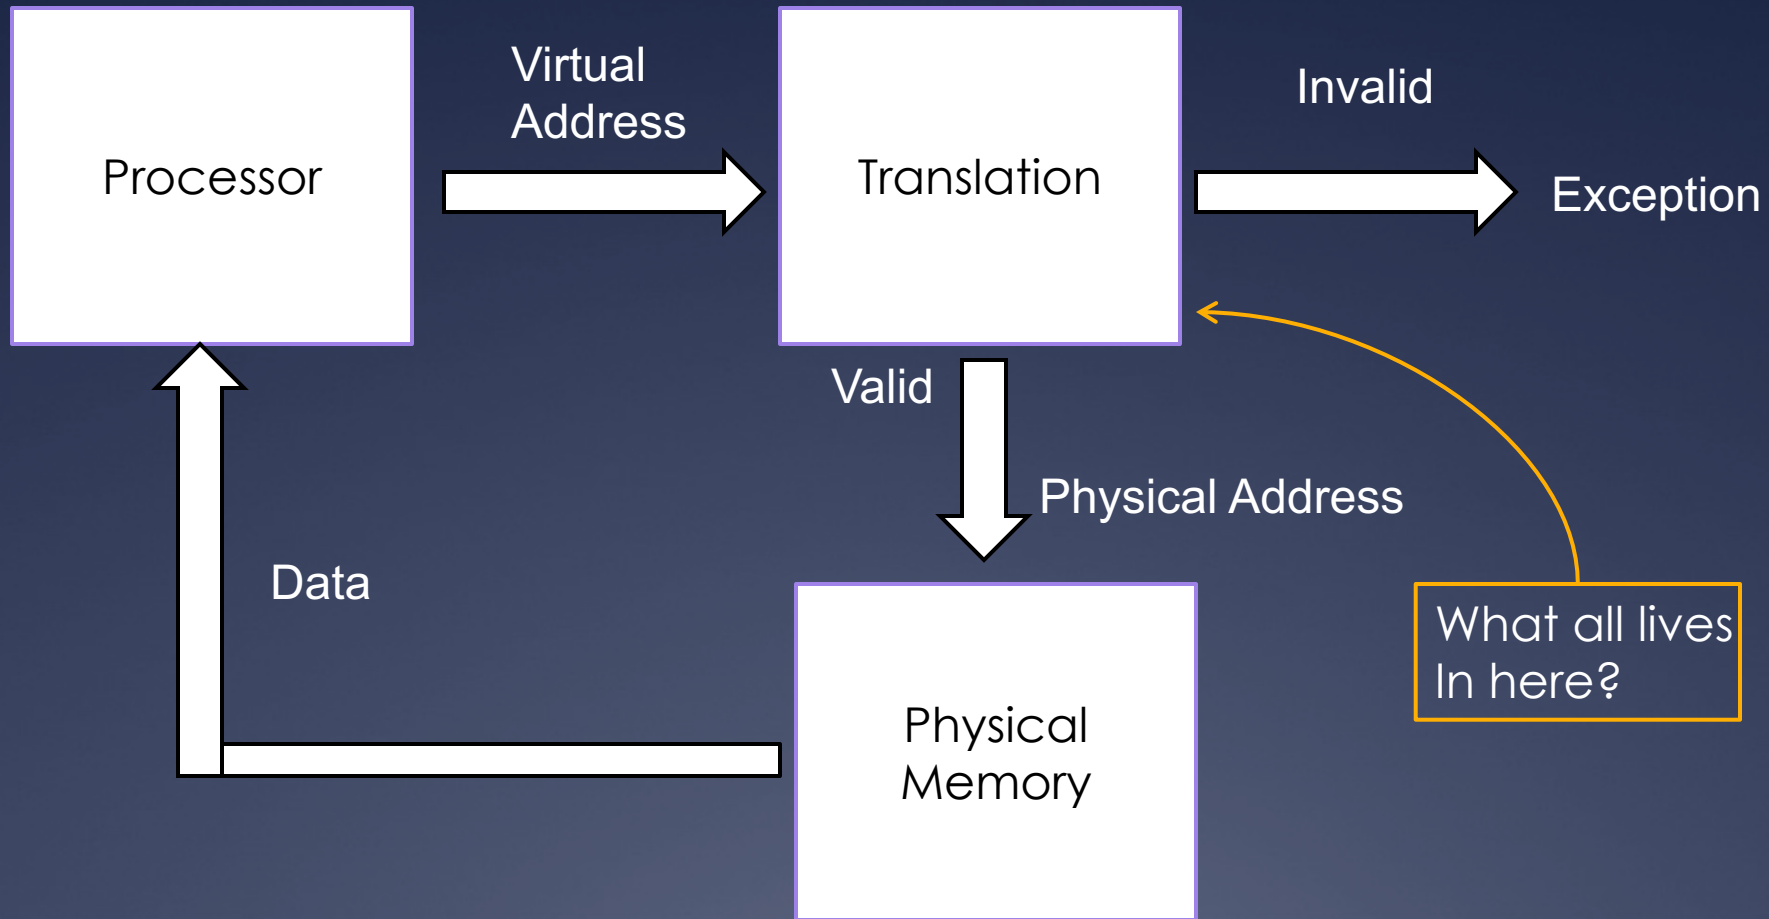 Processor
Virtual
Address
Translation
Invalid
Exception
Valid
Physical Address
Data
What all lives
In here?
Physical
Memory